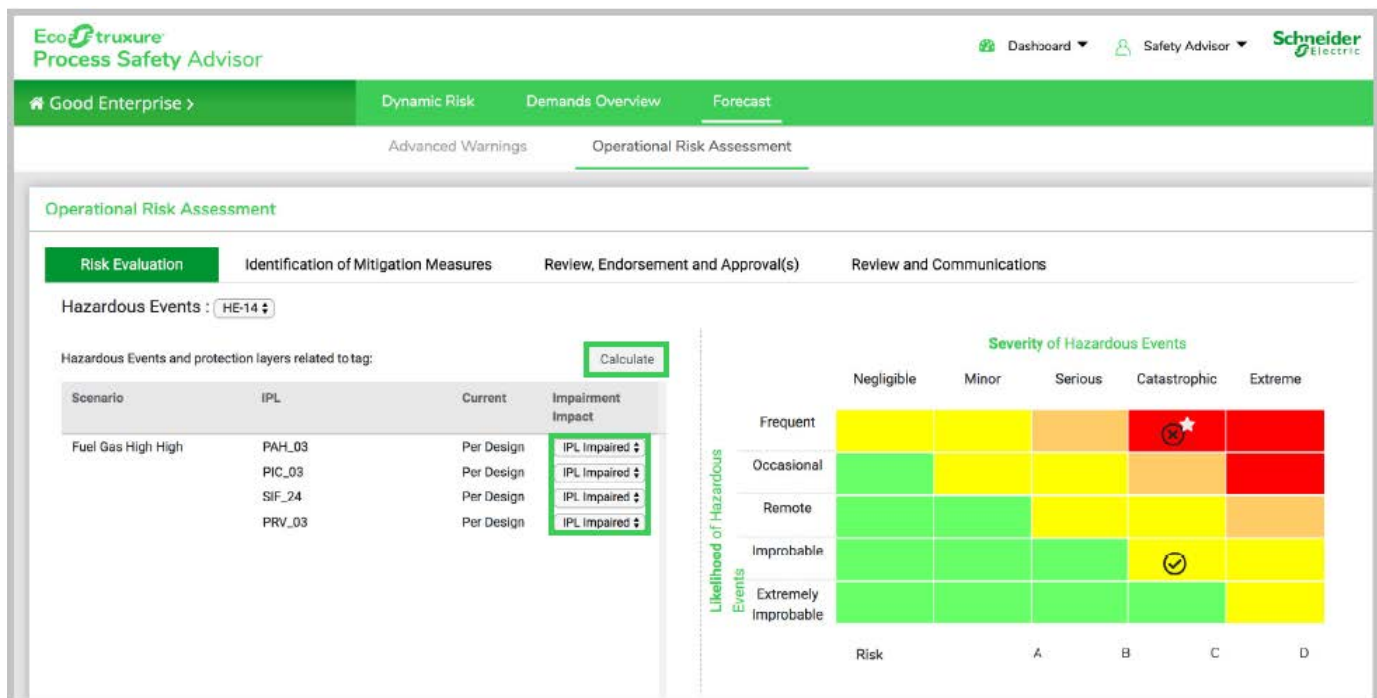 EcoStruxure
Process Safety Advisor
Dashboard
Safety Advisor
Schneider
Electric
Good Enterprise >
Dynamic Risk
Demands Overview
Forecast
Advanced Warnings
Operational Risk Assessment
Operational Risk Assessment
Risk Evaluation
Identification of Mitigation Measures
Review, Endorsement and Approval(s)
Review and Communications
Hazardous Events : HE-14
Hazardous Events and protection layers related to tag:
Calculate
Scenario IPL Current Impairment
Impact
Fuel Gas High High PAH_03 Per Design IPL Impaired
PIC_03 Per Design IPL Impaired
SIF_24 Per Design IPL Impaired
PRV_03 Per Design IPL Impaired
Severity of Hazardous Events
Negligible Minor Serious Catastrophic Extreme
Likelihood of Hazardous
Events
Frequent
Occasional
Remote
Improbable
Extremely
Improbable
Risk A B C D